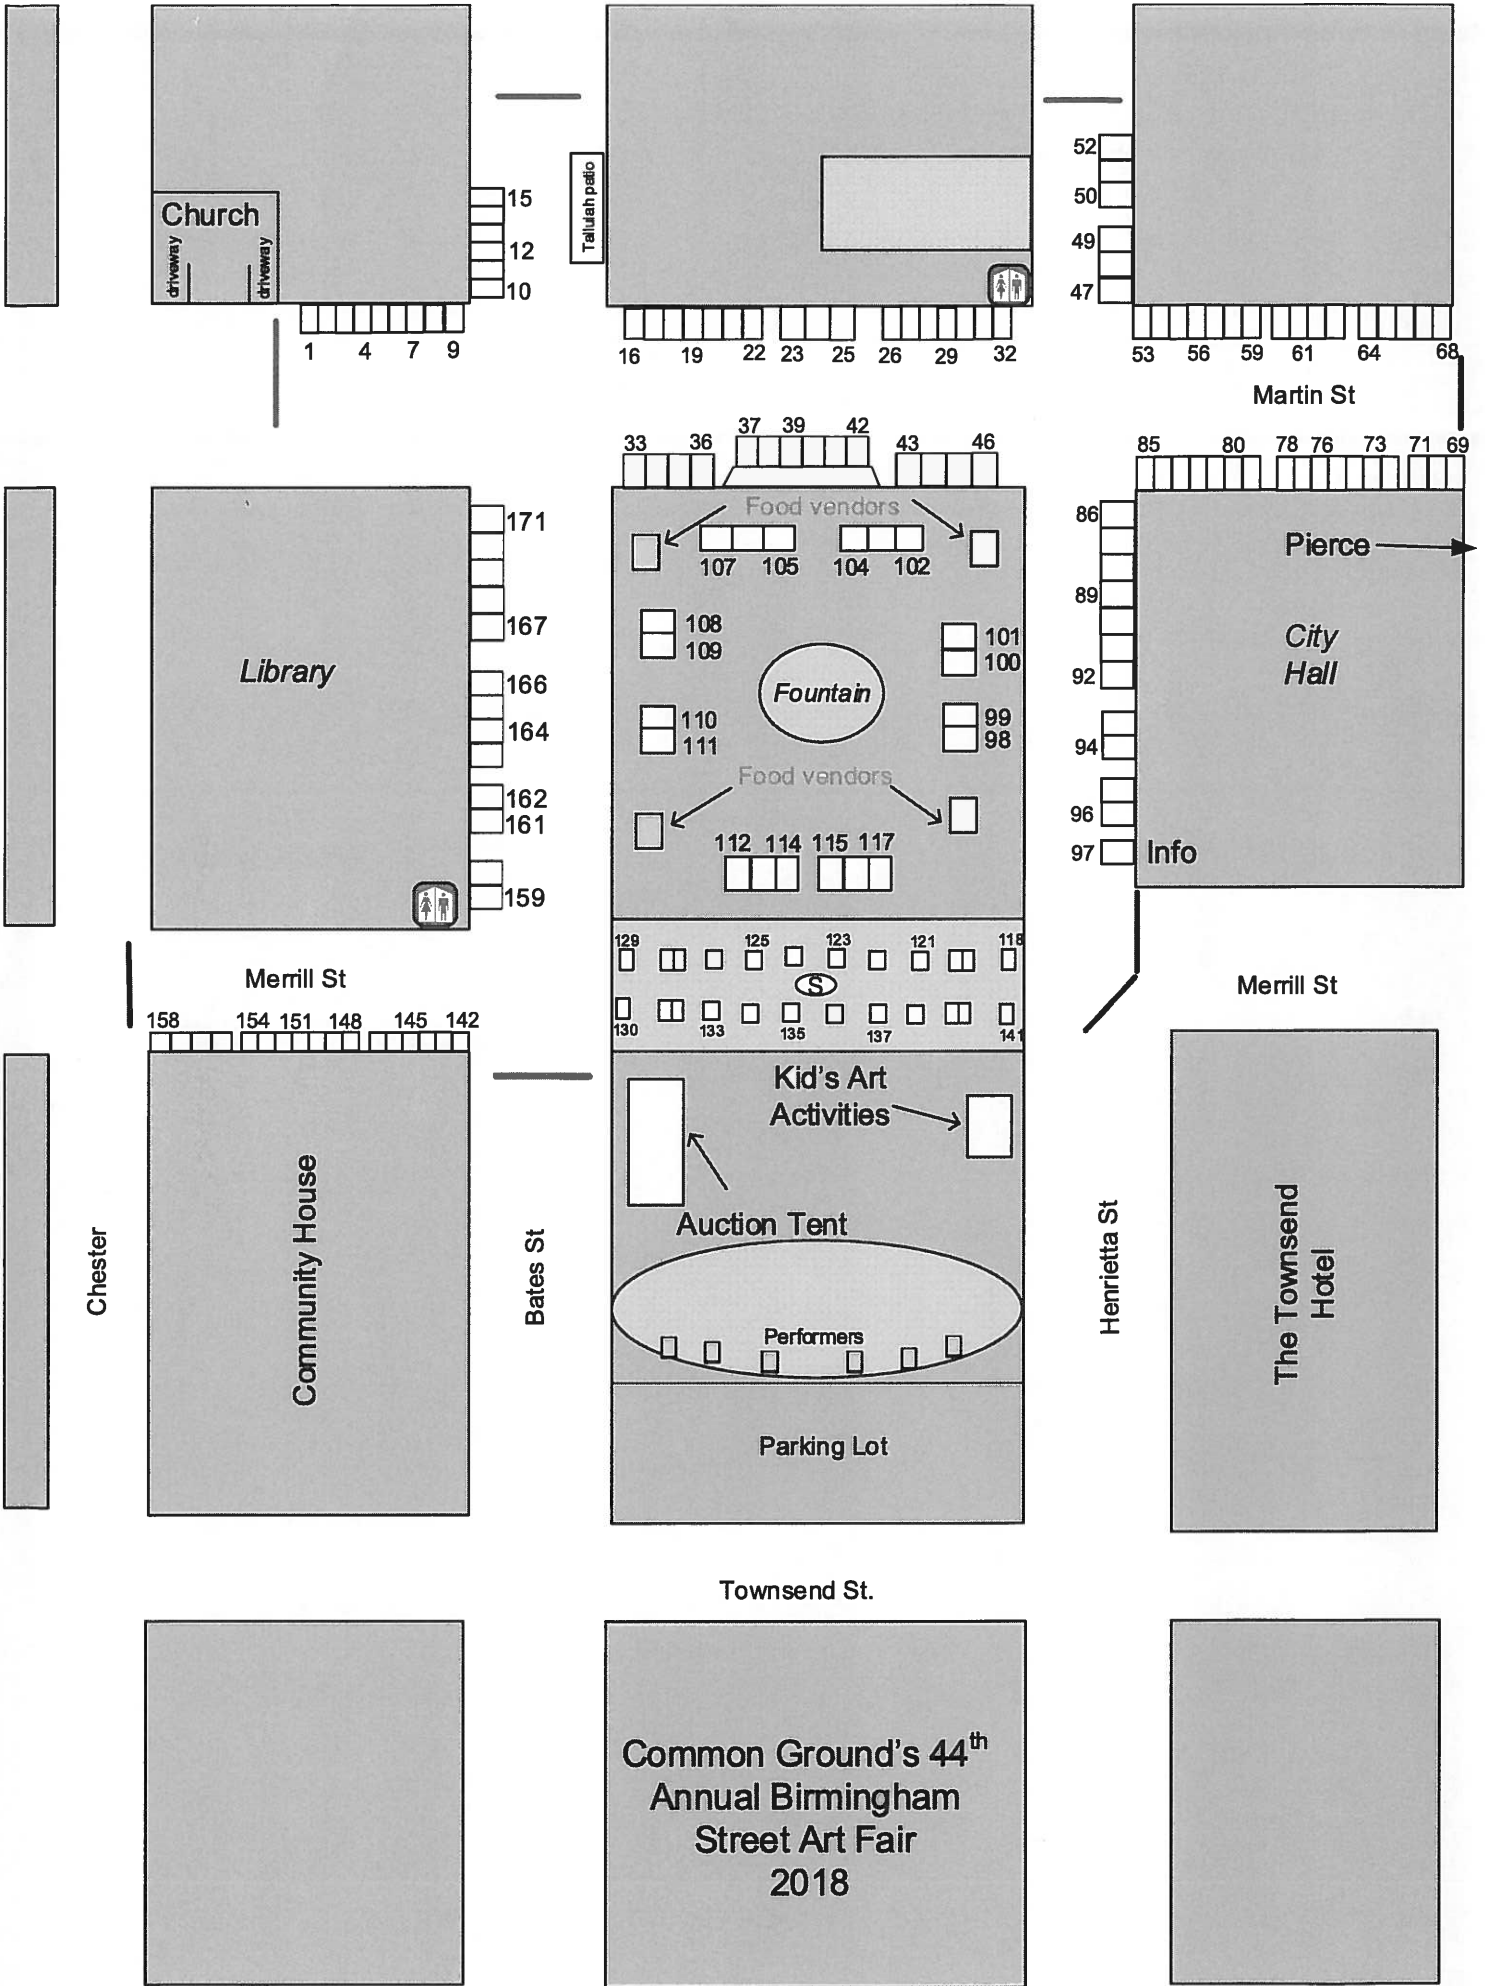 Church
driveway
driveway
15
12
10
1 4 7 9
Tallulah patio
16 19 22 23 25 26 29 32
52
50
49
47
53 56 59 61 64 68
Martin St
33 36 37 39 42 43 46
85 80 78 76 73 71 69
Library
171
167
166
164
162
161
159
Food vendors
107 105 104 102
108
109
101
100
Fountain
110
111
99
98
Food vendors
112 114 115 117
86
89
92
94
96
97
Pierce
City
Hall
Info
129 125 123 121 118
S
130 133 135 137 141
Merrill St
Merrill St
158 154 151 148 145 142
Kid's Art
Activities
Auction Tent
Performers
Parking Lot
Chester
Community House
Bates St
Henrietta St
The Townsend
Hotel
Townsend St.
Common Ground's 44th
Annual Birmingham
Street Art Fair
2018